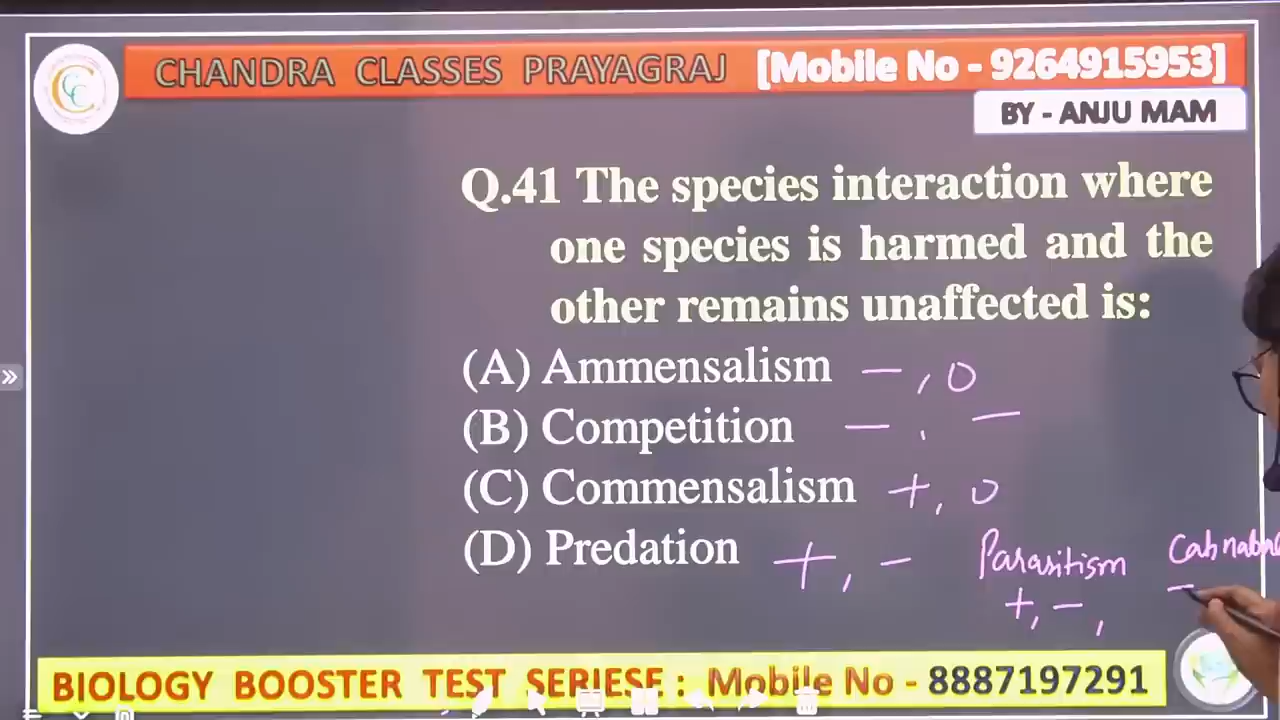 CHANDRA CLASSES PRAYAGRAJ [Mobile No - 9264915953]
BY - ANJU MAM
Q.41 The species interaction where
one species is harmed and the
other remains unaffected is:
(A) Ammensalism – , 0
(B) Competition – , –
(C) Commensalism + , 0
(D) Predation + , – Parasitism
+ , – ,
BIOLOGY BOOSTER TEST SERIESE : Mobile No - 8887197291